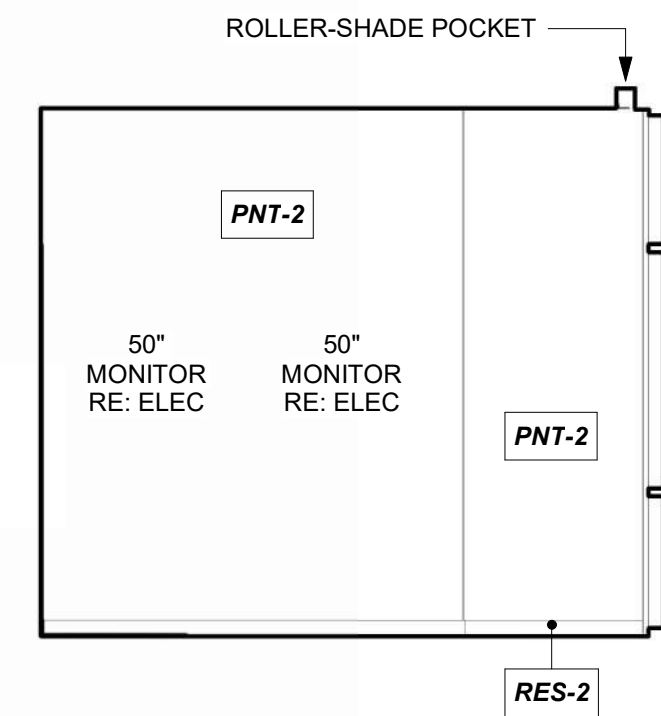 ROLLER-SHADE POCKET
PNT-2
50"
MONITOR
RE: ELEC
50"
MONITOR
RE: ELEC
PNT-2
RES-2